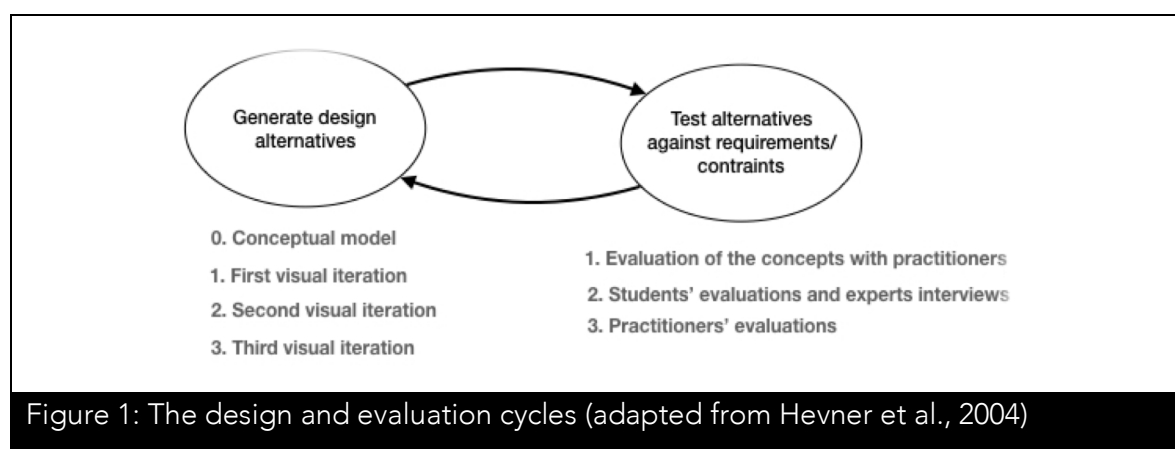 Generate design
alternatives
Test alternatives
against requirements/
contraints
0. Conceptual model
1. First visual iteration
2. Second visual iteration
3. Third visual iteration
1. Evaluation of the concepts with practitioners
2. Students' evaluations and experts interviews
3. Practitioners' evaluations
Figure 1: The design and evaluation cycles (adapted from Hevner et al., 2004)